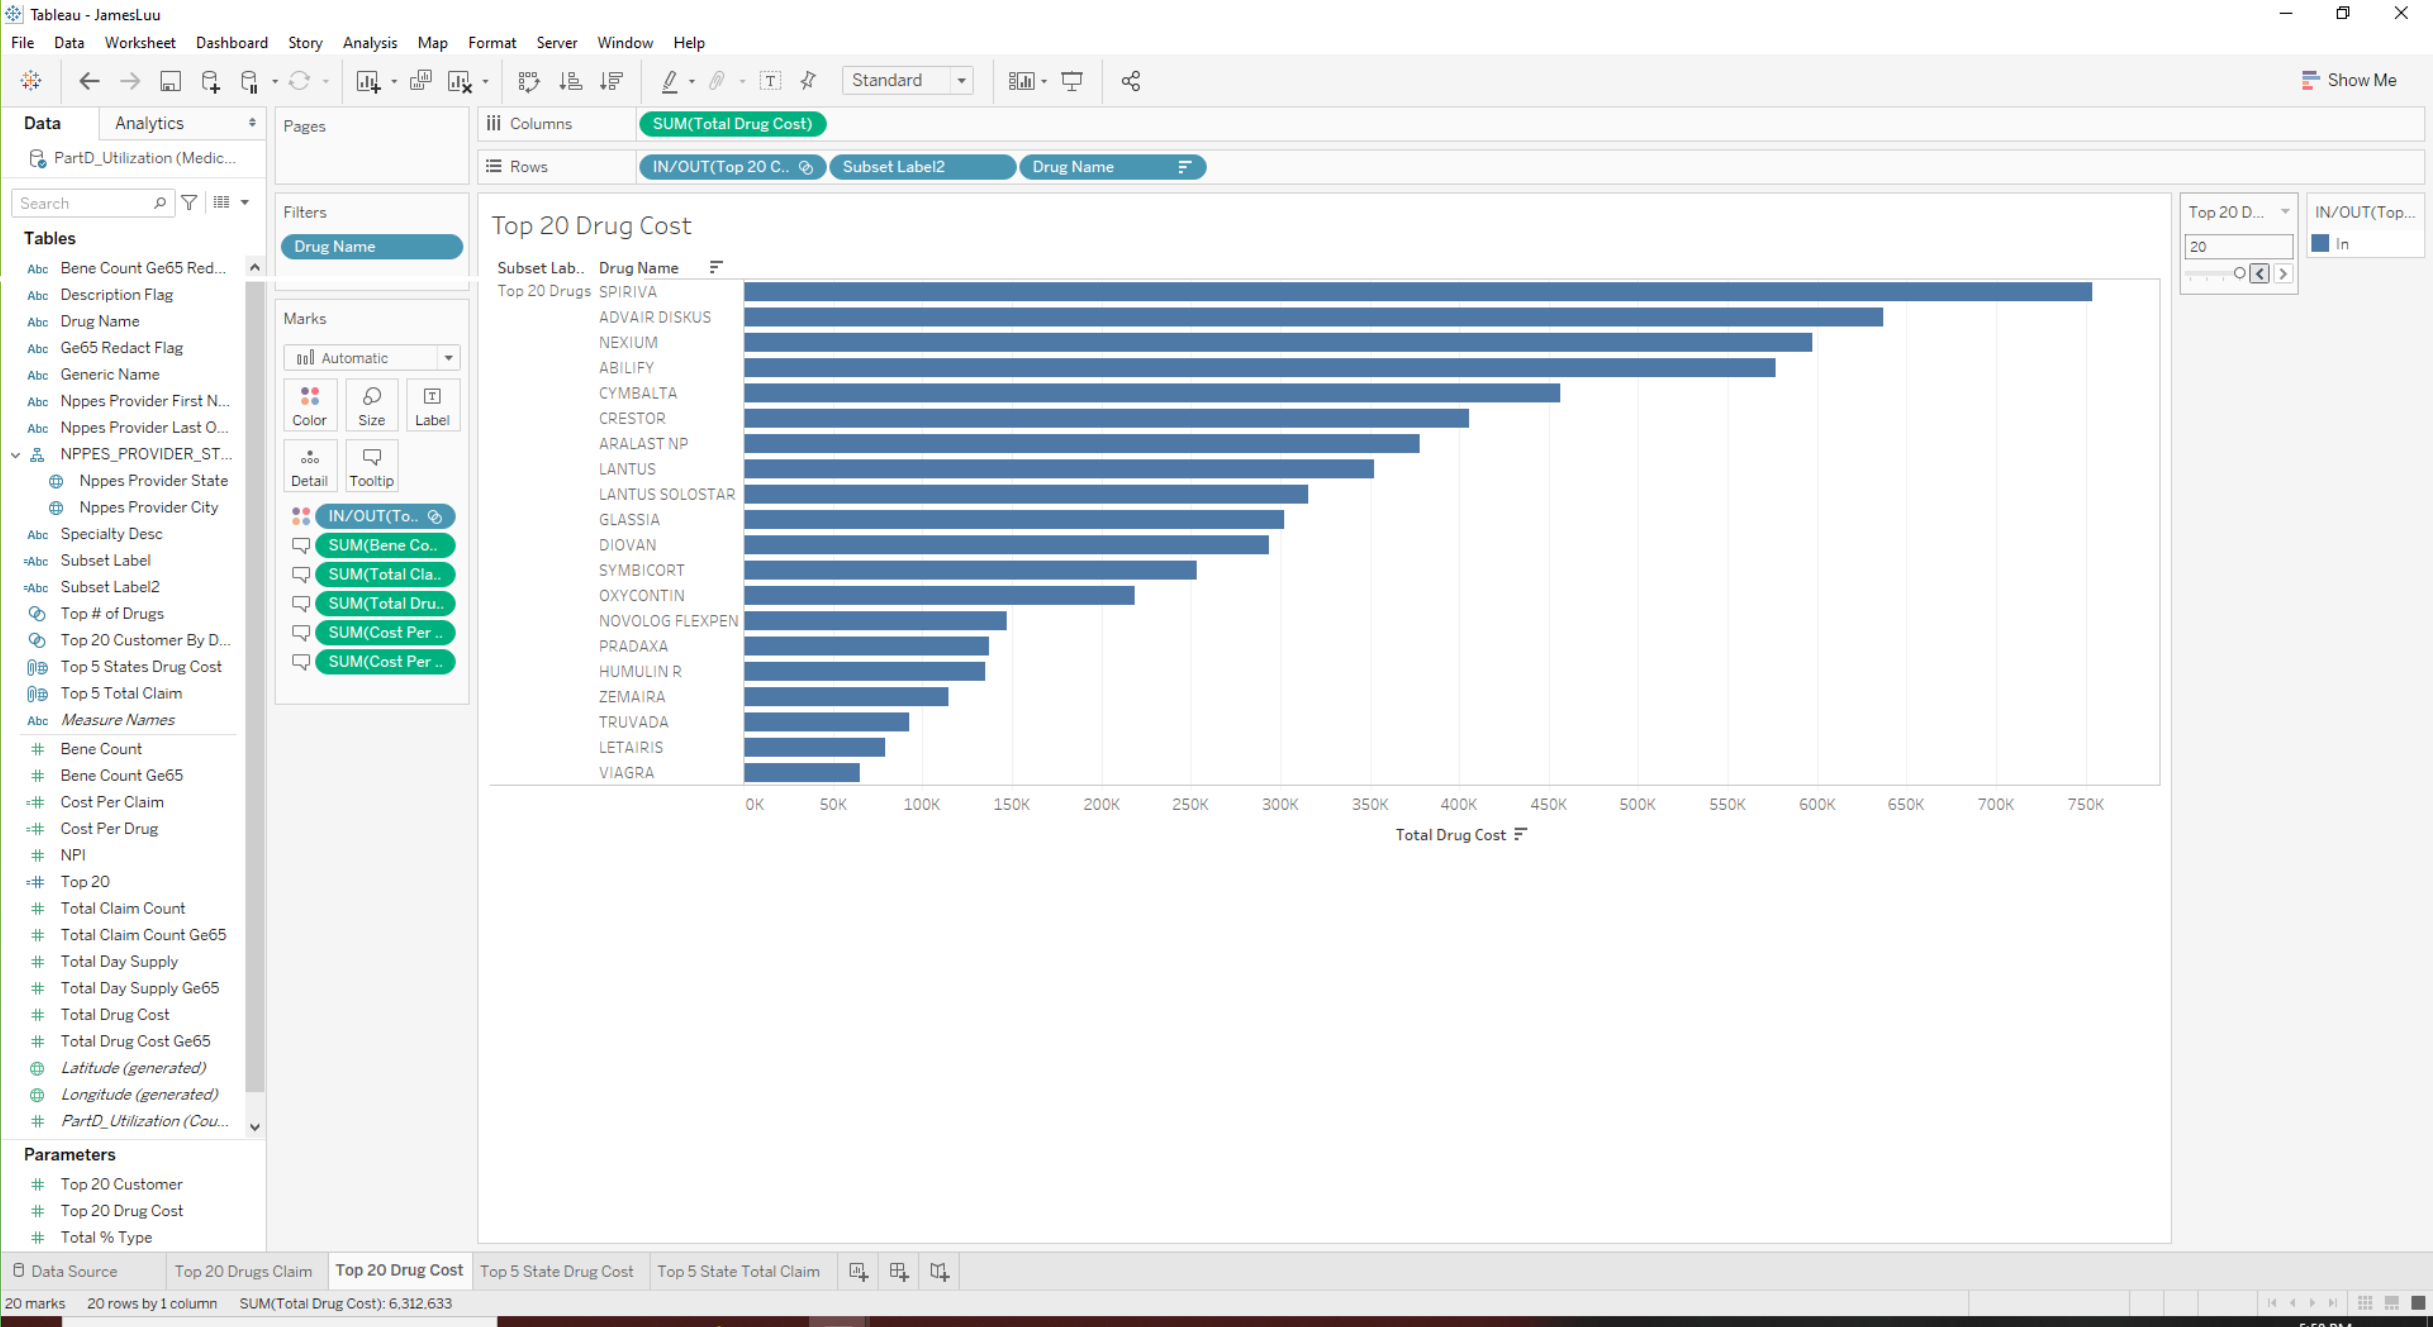 Tableau - JamesLuu
File Data Worksheet Dashboard Story Analysis Map Format Server Window Help
Standard
Show Me
Data Analytics
PartD_Utilization (Medic...
Search
Tables
Abc Bene Count Ge65 Red...
Abc Description Flag
Abc Drug Name
Abc Ge65 Redact Flag
Abc Generic Name
Abc Nppes Provider First N...
Abc Nppes Provider Last O...
NPPES_PROVIDER_ST...
Nppes Provider State
Nppes Provider City
Abc Specialty Desc
=Abc Subset Label
=Abc Subset Label2
Top # of Drugs
Top 20 Customer By D...
Top 5 States Drug Cost
Top 5 Total Claim
Abc Measure Names
# Bene Count
# Bene Count Ge65
=# Cost Per Claim
=# Cost Per Drug
# NPI
=# Top 20
# Total Claim Count
# Total Claim Count Ge65
# Total Day Supply
# Total Day Supply Ge65
# Total Drug Cost
# Total Drug Cost Ge65
Latitude (generated)
Longitude (generated)
# PartD_Utilization (Cou...
Parameters
# Top 20 Customer
# Top 20 Drug Cost
# Total % Type
Pages
Filters
Drug Name
Marks
Automatic
Color Size Label
Detail Tooltip
IN/OUT(To..
SUM(Bene Co..
SUM(Total Cla..
SUM(Total Dru..
SUM(Cost Per ..
SUM(Cost Per ..
Columns SUM(Total Drug Cost)
Rows IN/OUT(Top 20 C.. Subset Label2 Drug Name
Top 20 Drug Cost
Subset Lab.. Drug Name
Top 20 Drugs SPIRIVA
ADVAIR DISKUS
NEXIUM
ABILIFY
CYMBALTA
CRESTOR
ARALAST NP
LANTUS
LANTUS SOLOSTAR
GLASSIA
DIOVAN
SYMBICORT
OXYCONTIN
NOVOLOG FLEXPEN
PRADAXA
HUMULIN R
ZEMAIRA
TRUVADA
LETAIRIS
VIAGRA
0K 50K 100K 150K 200K 250K 300K 350K 400K 450K 500K 550K 600K 650K 700K 750K
Total Drug Cost
Top 20 D...
20
IN/OUT(Top...
In
Data Source Top 20 Drugs Claim Top 20 Drug Cost Top 5 State Drug Cost Top 5 State Total Claim
20 marks 20 rows by 1 column SUM(Total Drug Cost): 6,312,633